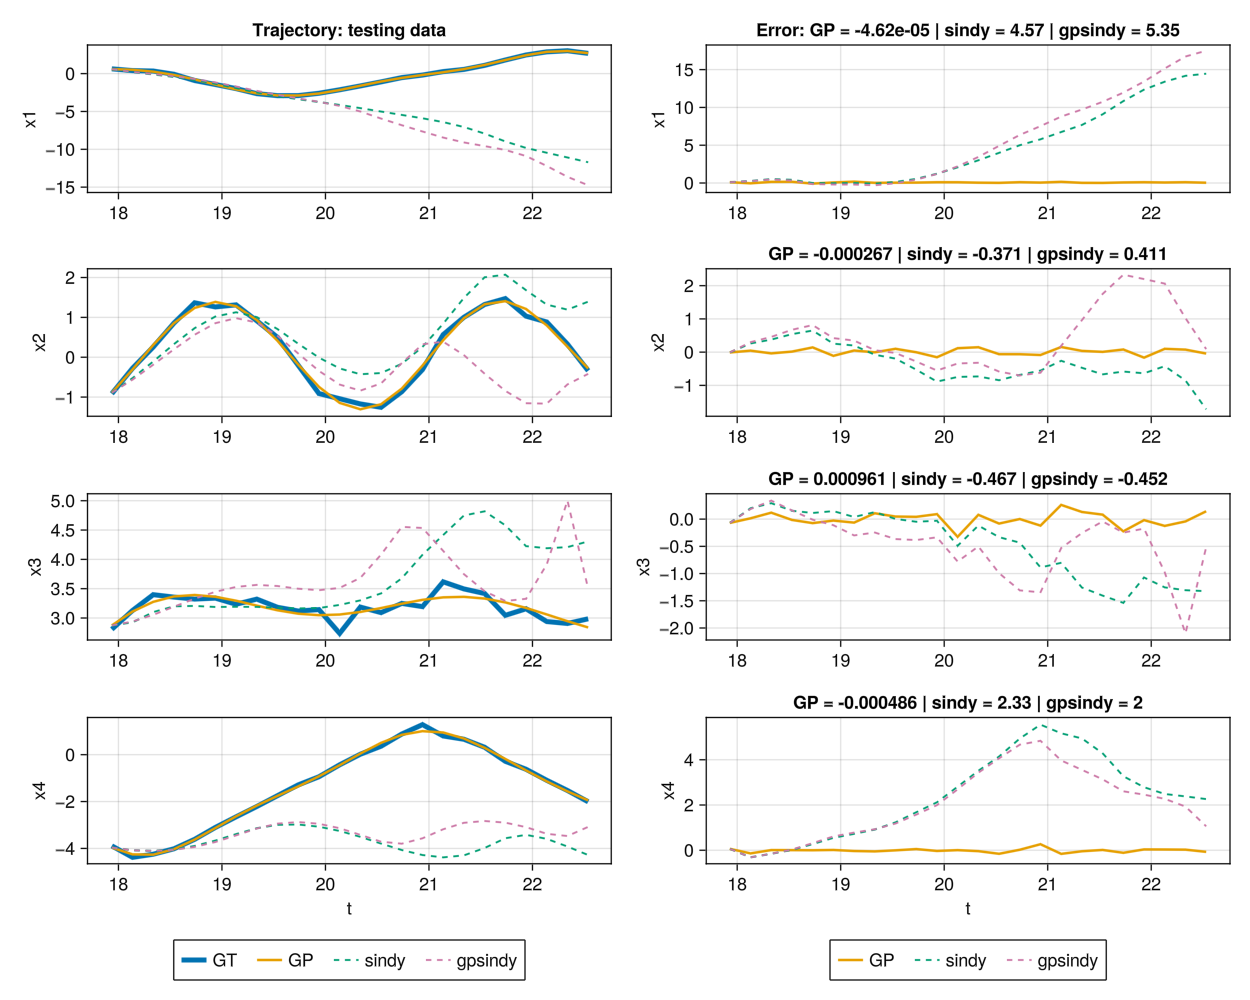 Trajectory: testing data
x1
0
−5
−10
−15
18 19 20 21 22
Error: GP = -4.62e-05 | sindy = 4.57 | gpsindy = 5.35
x1
15
10
5
0
18 19 20 21 22
x2
2
1
0
−1
18 19 20 21 22
GP = -0.000267 | sindy = -0.371 | gpsindy = 0.411
x2
2
1
0
−1
18 19 20 21 22
x3
5.0
4.5
4.0
3.5
3.0
18 19 20 21 22
GP = 0.000961 | sindy = -0.467 | gpsindy = -0.452
x3
0.0
−0.5
−1.0
−1.5
−2.0
18 19 20 21 22
x4
0
−2
−4
18 19 20 21 22
t
GP = -0.000486 | sindy = 2.33 | gpsindy = 2
x4
4
2
0
18 19 20 21 22
t
GT GP sindy gpsindy
GP sindy gpsindy